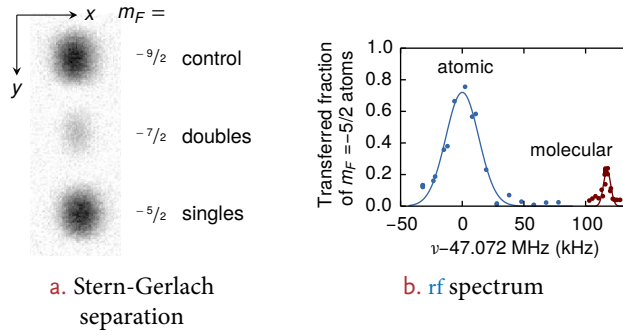 x
m_F =
y
−9/2 control
−7/2 doubles
−5/2 singles
a. Stern-Gerlach
separation
Transferred fraction
of m_F = −5/2 atoms
1.0
0.8
0.6
0.4
0.2
0.0
atomic
molecular
−50 0 50 100
ν−47.072 MHz (kHz)
b. rf spectrum